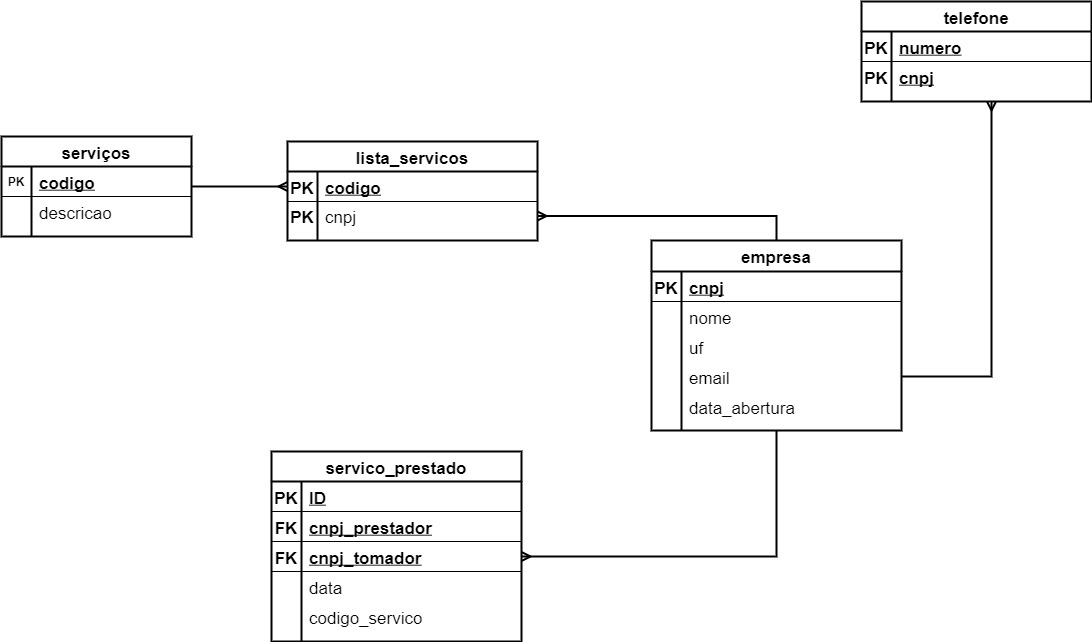 telefone
PK numero
PK cnpj
serviços
PK codigo
descricao
lista_servicos
PK codigo
PK cnpj
empresa
PK cnpj
nome
uf
email
data_abertura
servico_prestado
PK ID
FK cnpj_prestador
FK cnpj_tomador
data
codigo_servico